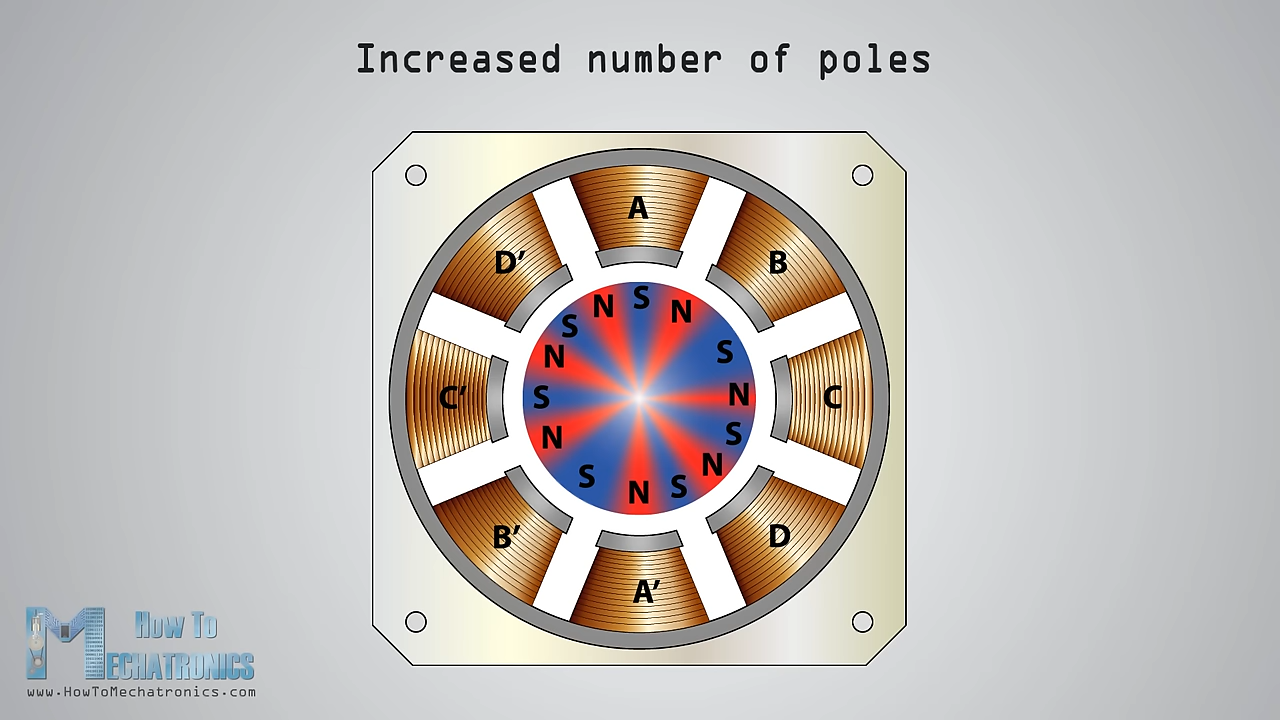 Increased number of poles
A
D′
B
S
N
N
S
S
N
C′
S
N
C
N
S
N
S
S
N
B′
D
A′
How To
MECHATRONICS
www.HowToMechatronics.com